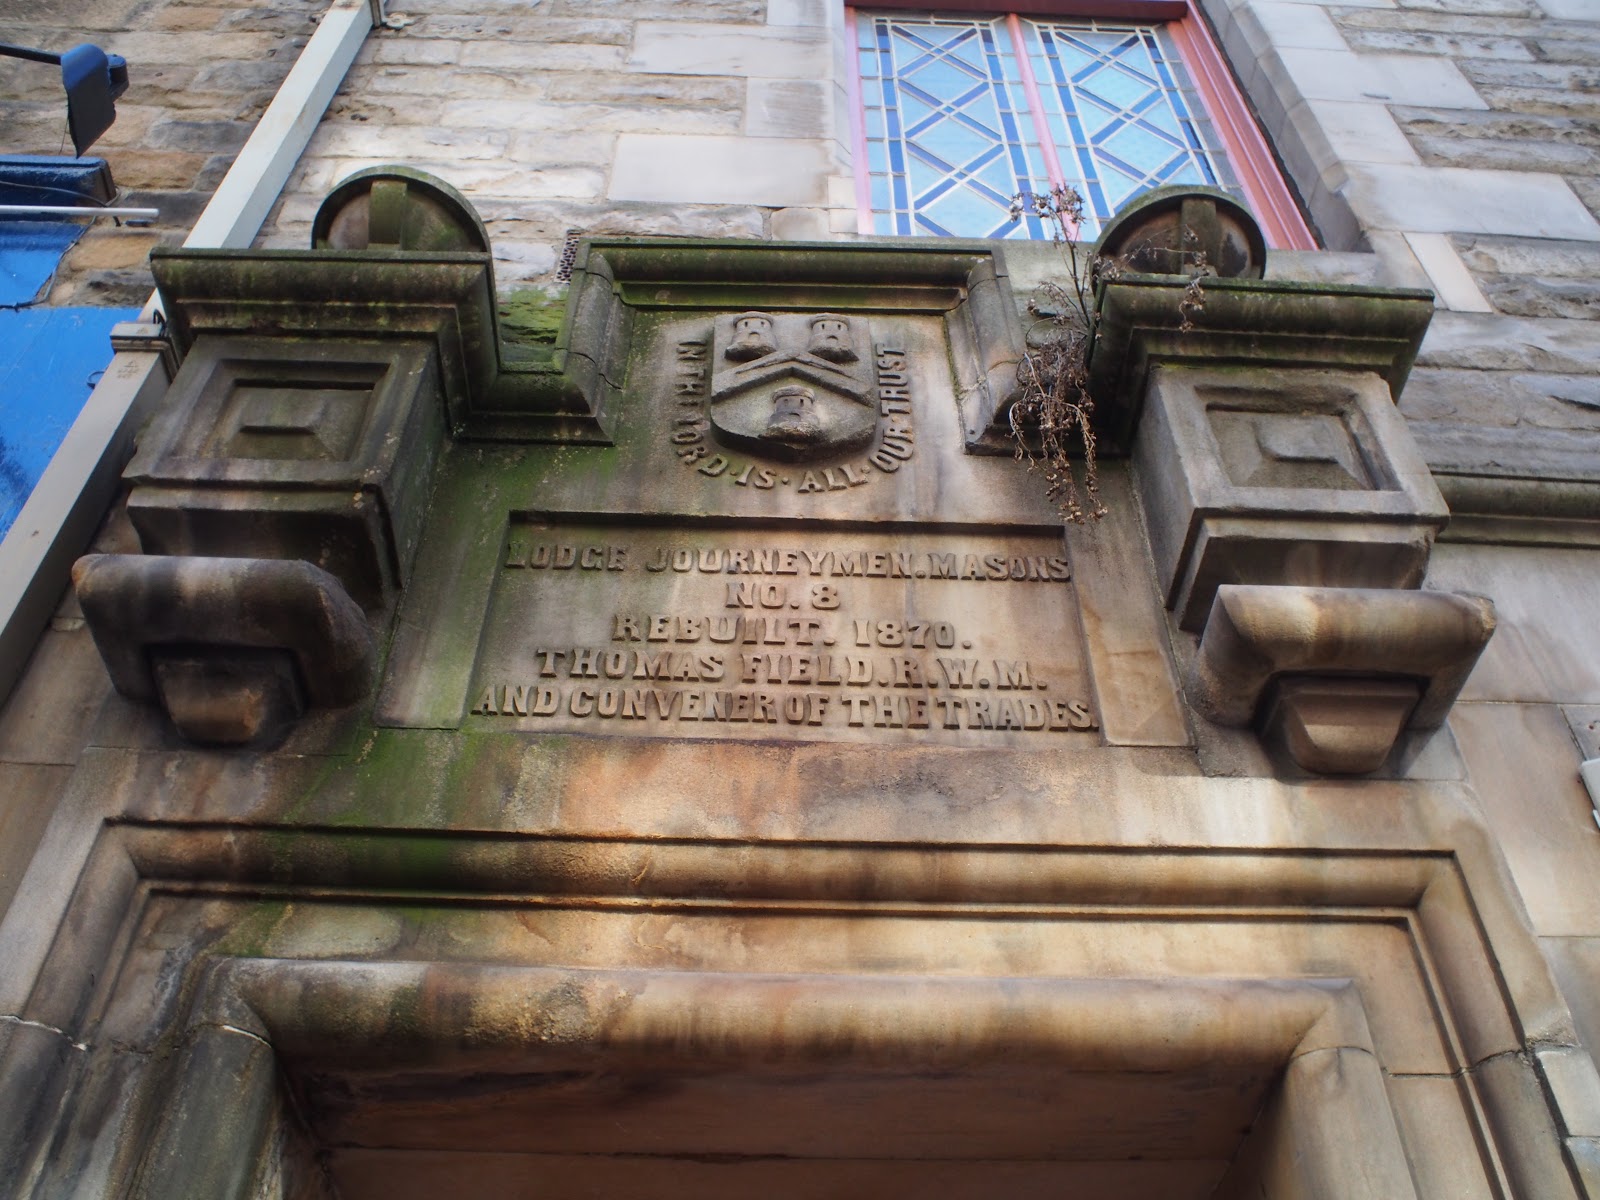 IN·THE·LORD·IS·ALL·OUR·TRUST
LODGE JOURNEYMEN.MASONS
NO.8
REBUILT. 1870.
THOMAS FIELD.R.W.M.
AND CONVENER OF THE TRADES.